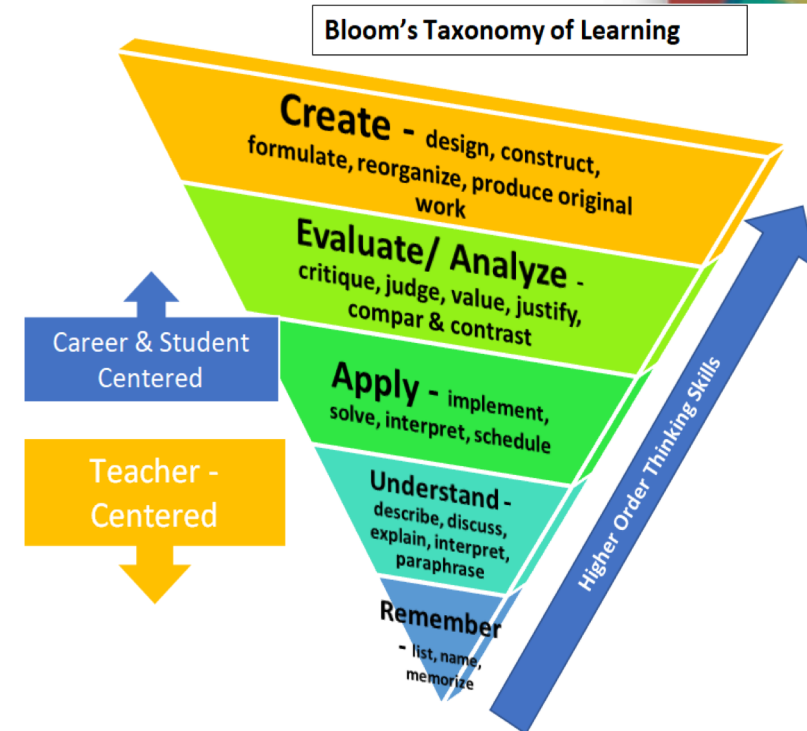 Bloom's Taxonomy of Learning
Create - design, construct,
formulate, reorganize, produce original
work
Evaluate/ Analyze -
critique, judge, value, justify,
compar & contrast
Apply - implement,
solve, interpret, schedule
Understand -
describe, discuss,
explain, interpret,
paraphrase
Remember
- list, name,
memorize
Career & Student
Centered
Teacher -
Centered
Higher Order Thinking Skills